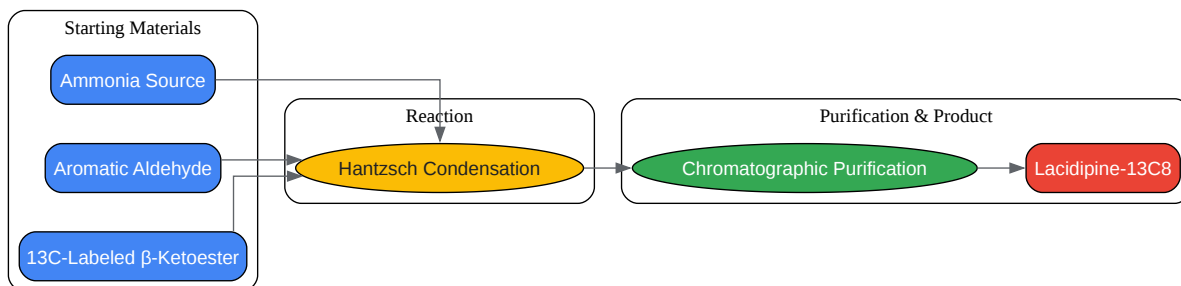 Starting Materials
Ammonia Source
Aromatic Aldehyde
13C-Labeled β-Ketoester
Reaction
Hantzsch Condensation
Purification & Product
Chromatographic Purification
Lacidipine-13C8